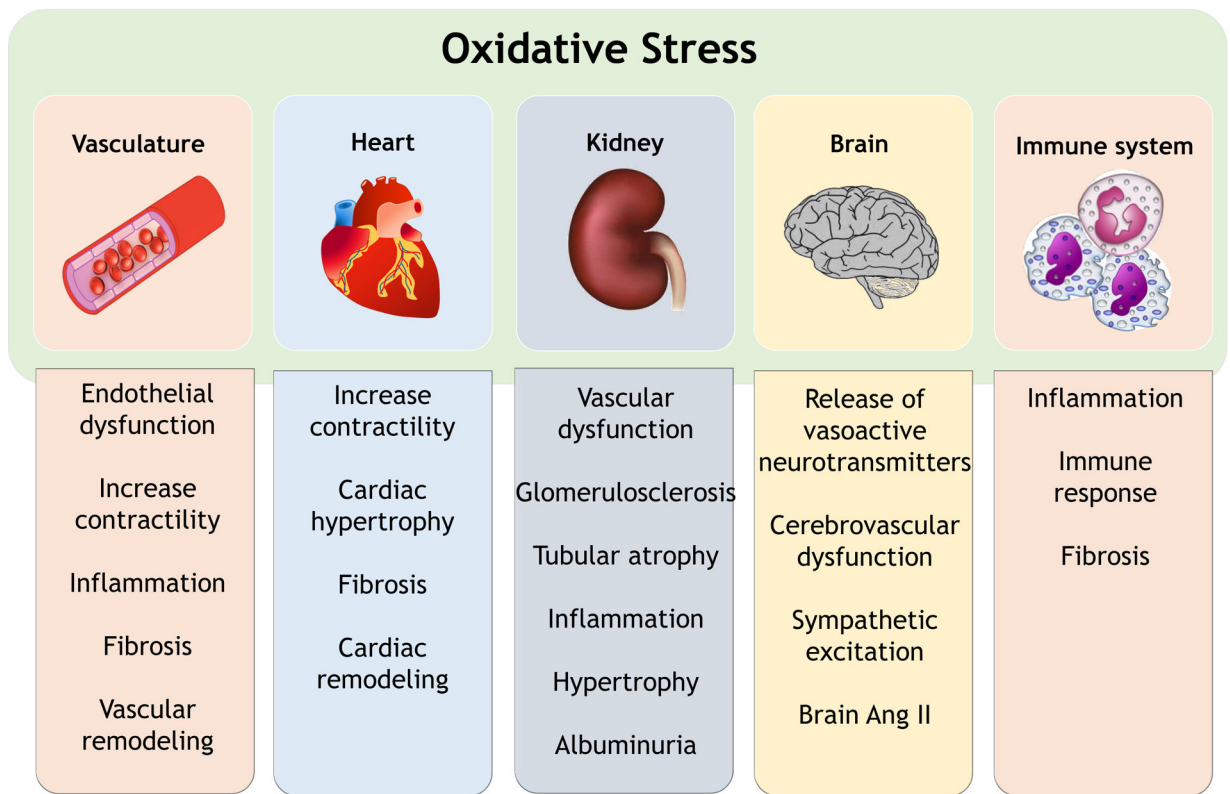 Oxidative Stress
Vasculature
Heart
Kidney
Brain
Immune system
Endothelial
dysfunction
Increase
contractility
Inflammation
Fibrosis
Vascular
remodeling
Increase
contractility
Cardiac
hypertrophy
Fibrosis
Cardiac
remodeling
Vascular
dysfunction
Glomerulosclerosis
Tubular atrophy
Inflammation
Hypertrophy
Albuminuria
Release of
vasoactive
neurotransmitters
Cerebrovascular
dysfunction
Sympathetic
excitation
Brain Ang II
Inflammation
Immune
response
Fibrosis